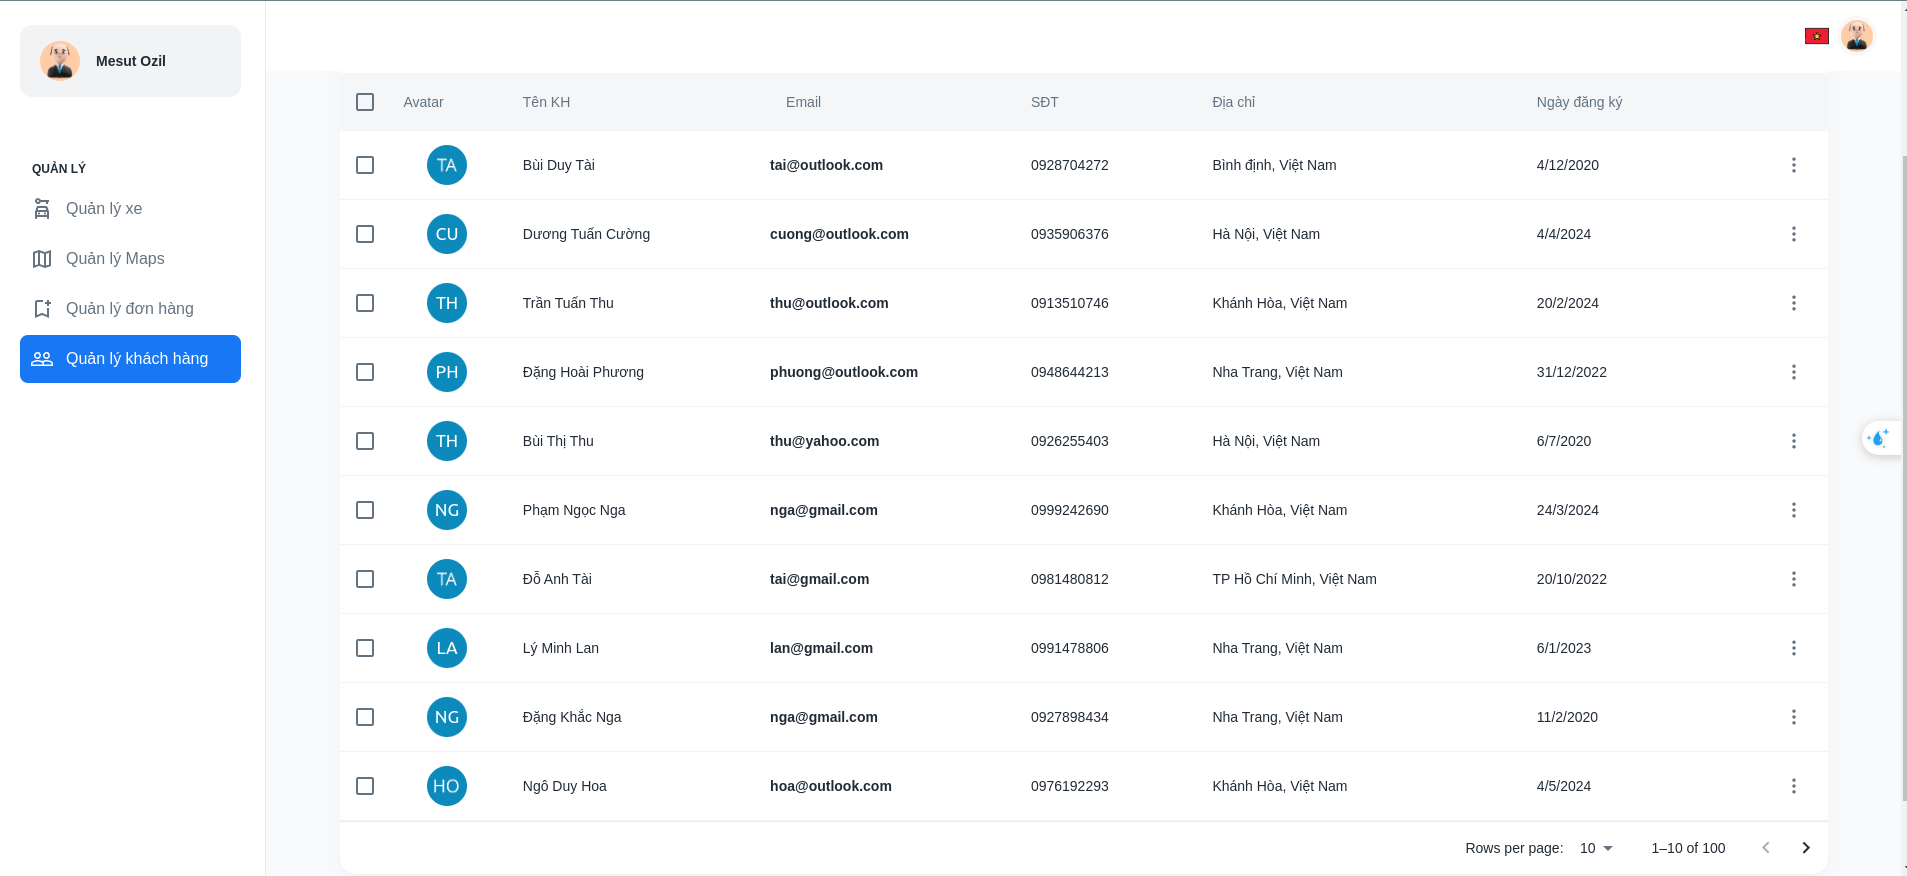 Mesut Ozil
QUẢN LÝ
Quản lý xe
Quản lý Maps
Quản lý đơn hàng
Quản lý khách hàng
Avatar Tên KH Email SĐT Địa chỉ Ngày đăng ký
TA Bùi Duy Tài tai@outlook.com 0928704272 Bình định, Việt Nam 4/12/2020
CU Dương Tuấn Cường cuong@outlook.com 0935906376 Hà Nội, Việt Nam 4/4/2024
TH Trần Tuấn Thu thu@outlook.com 0913510746 Khánh Hòa, Việt Nam 20/2/2024
PH Đặng Hoài Phương phuong@outlook.com 0948644213 Nha Trang, Việt Nam 31/12/2022
TH Bùi Thị Thu thu@yahoo.com 0926255403 Hà Nội, Việt Nam 6/7/2020
NG Phạm Ngọc Nga nga@gmail.com 0999242690 Khánh Hòa, Việt Nam 24/3/2024
TA Đỗ Anh Tài tai@gmail.com 0981480812 TP Hồ Chí Minh, Việt Nam 20/10/2022
LA Lý Minh Lan lan@gmail.com 0991478806 Nha Trang, Việt Nam 6/1/2023
NG Đặng Khắc Nga nga@gmail.com 0927898434 Nha Trang, Việt Nam 11/2/2020
HO Ngô Duy Hoa hoa@outlook.com 0976192293 Khánh Hòa, Việt Nam 4/5/2024
Rows per page: 10 1–10 of 100